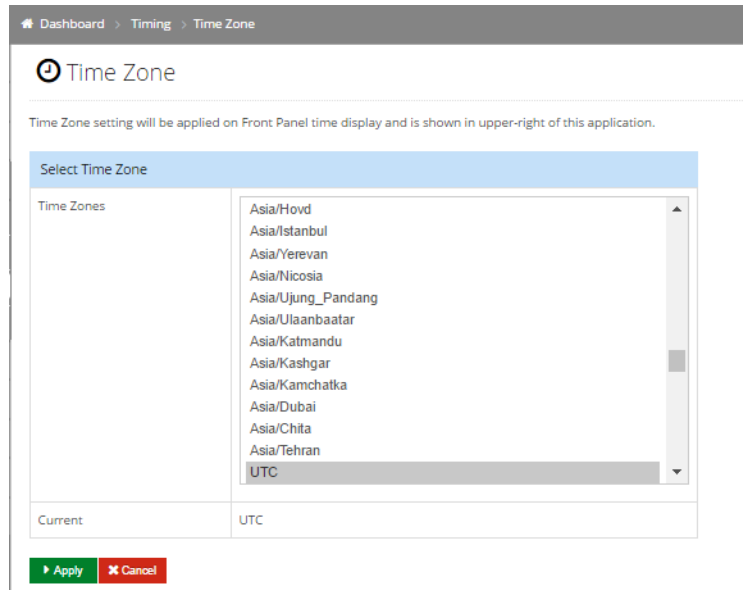 Dashboard > Timing > Time Zone
Time Zone
Time Zone setting will be applied on Front Panel time display and is shown in upper-right of this application.
Select Time Zone
Time Zones
Asia/Hovd
Asia/Istanbul
Asia/Yerevan
Asia/Nicosia
Asia/Ujung_Pandang
Asia/Ulaanbaatar
Asia/Katmandu
Asia/Kashgar
Asia/Kamchatka
Asia/Dubai
Asia/Chita
Asia/Tehran
UTC
Current UTC
Apply Cancel